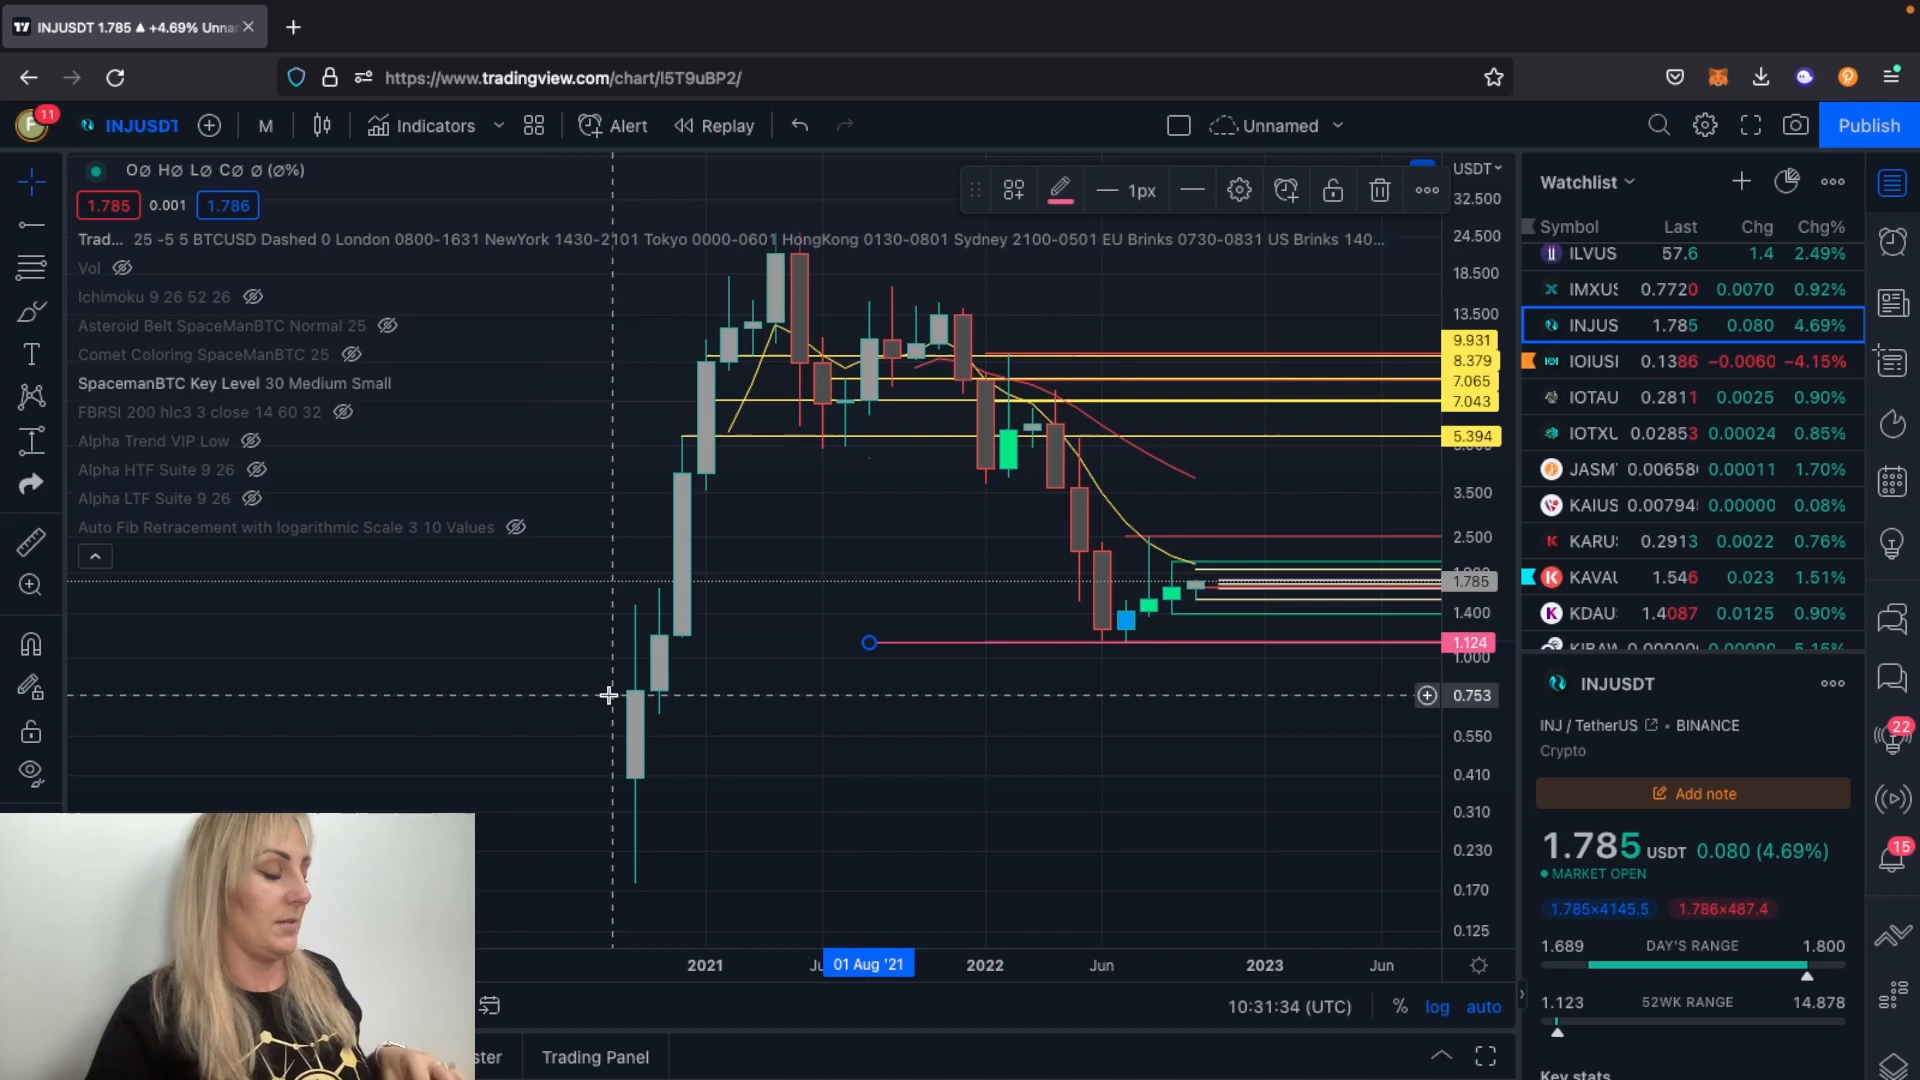 INJUSDT 1.785 ▲ +4.69% Unna
https://www.tradingview.com/chart/I5T9uBP2/
11
INJUSDT M Indicators Alert Replay Unnamed Publish
O∅ H∅ L∅ C∅ ∅ (∅%)
1.785 0.001 1.786
Trad... 25 -5 5 BTCUSD Dashed 0 London 0800-1631 NewYork 1430-2101 Tokyo 0000-0601 HongKong 0130-0801 Sydney 2100-0501 EU Brinks 0730-0831 US Brinks 140...
Vol
Ichimoku 9 26 52 26
Asteroid Belt SpaceManBTC Normal 25
Comet Coloring SpaceManBTC 25
SpacemanBTC Key Level 30 Medium Small
FBRSI 200 hlc3 3 close 14 60 32
Alpha Trend VIP Low
Alpha HTF Suite 9 26
Alpha LTF Suite 9 26
Auto Fib Retracement with logarithmic Scale 3 10 Values
1px
USDT
32.500
24.500
18.500
13.500
9.931
8.379
7.065
7.043
5.394
3.500
2.500
1.785
1.400
1.124
1.000
0.753
0.550
0.410
0.310
0.230
0.170
0.125
2021 Ju 01 Aug '21 2022 Jun 2023 Jun
10:31:34 (UTC) % log auto
ster Trading Panel
Watchlist
Symbol Last Chg Chg%
ILVUS 57.6 1.4 2.49%
IMXUS 0.7720 0.0070 0.92%
INJUS 1.785 0.080 4.69%
IOIUSI 0.1386 −0.0060 −4.15%
IOTAU 0.2811 0.0025 0.90%
IOTXU 0.02853 0.00024 0.85%
JASM 0.00658 0.00011 1.70%
KAIUS 0.00794 0.00000 0.08%
KARU 0.2913 0.0022 0.76%
KAVAU 1.546 0.023 1.51%
KDAU 1.4087 0.0125 0.90%
INJUSDT
INJ / TetherUS • BINANCE
Crypto
Add note
1.785 USDT 0.080 (4.69%)
MARKET OPEN
1.785×4145.5 1.786×487.4
1.689 DAY'S RANGE 1.800
1.123 52WK RANGE 14.878
Key stats
22
15